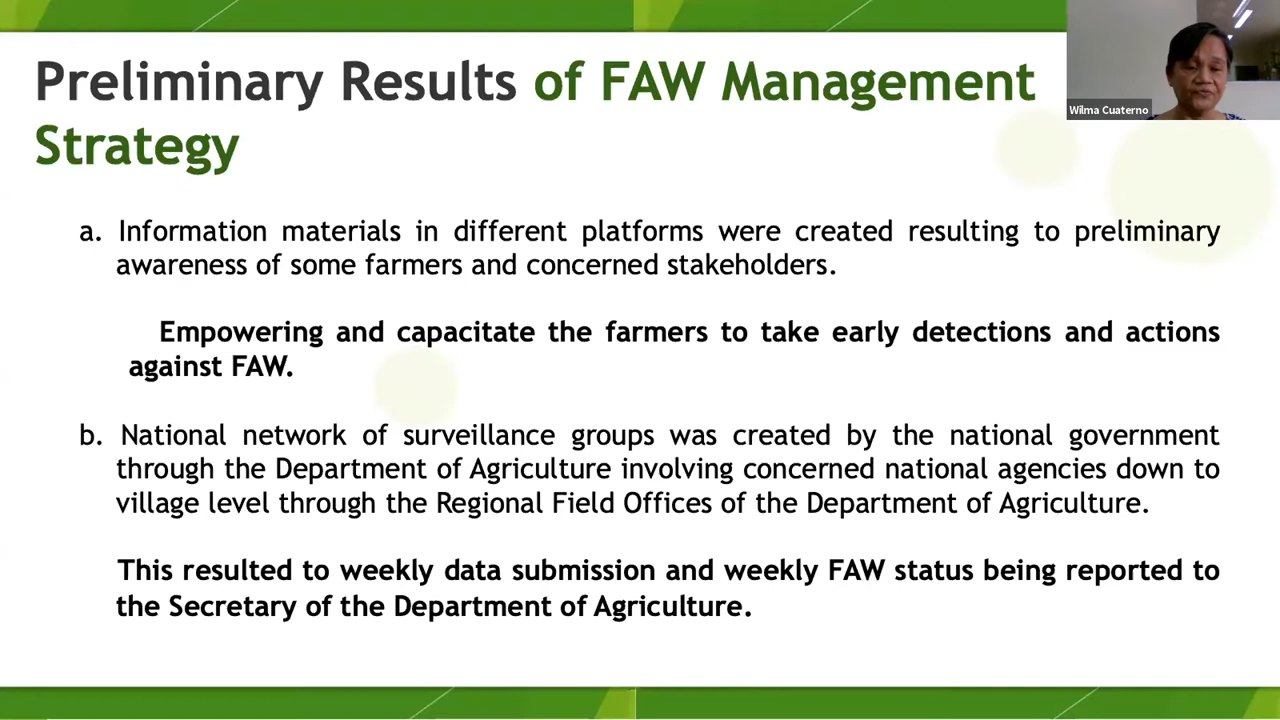 Preliminary Results of FAW Management
Strategy
Wilma Cuaterno
a. Information materials in different platforms were created resulting to preliminary
awareness of some farmers and concerned stakeholders.
Empowering and capacitate the farmers to take early detections and actions
against FAW.
b. National network of surveillance groups was created by the national government
through the Department of Agriculture involving concerned national agencies down to
village level through the Regional Field Offices of the Department of Agriculture.
This resulted to weekly data submission and weekly FAW status being reported to
the Secretary of the Department of Agriculture.